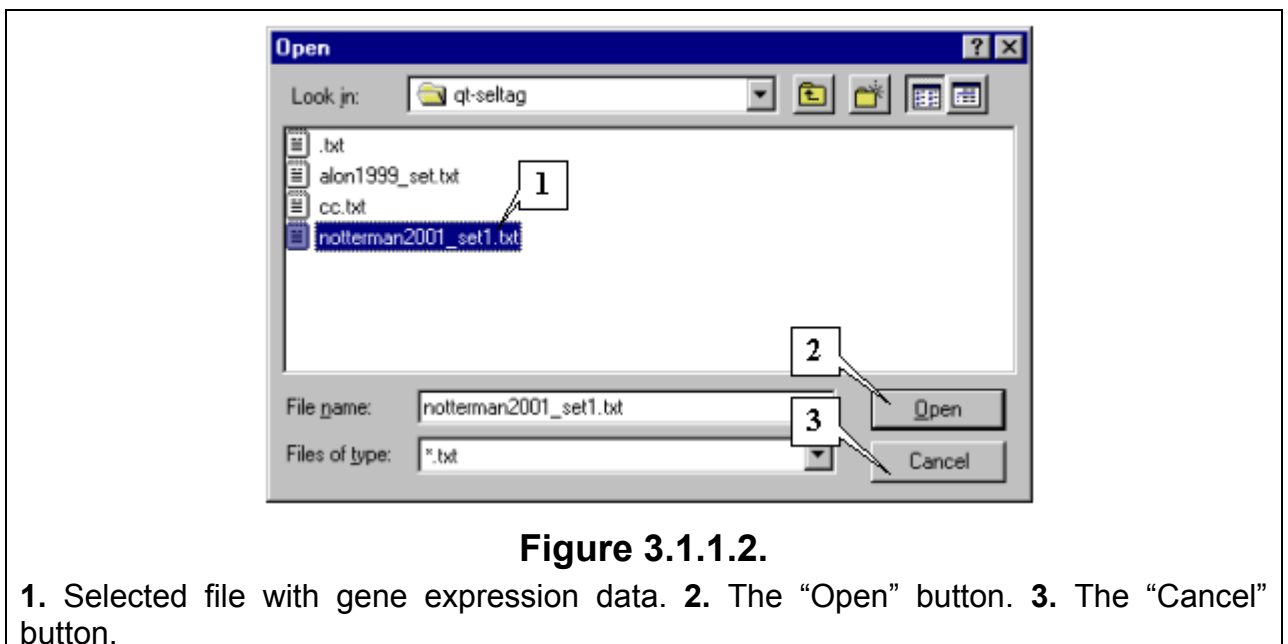 Open
Look in: qt-seltag
.txt
alon1999_set.txt
1
cc.txt
notterman2001_set1.txt
2
File name: notterman2001_set1.txt
Open
3
Files of type: *.txt
Cancel
Figure 3.1.1.2.
1. Selected file with gene expression data. 2. The “Open” button. 3. The “Cancel”
button.